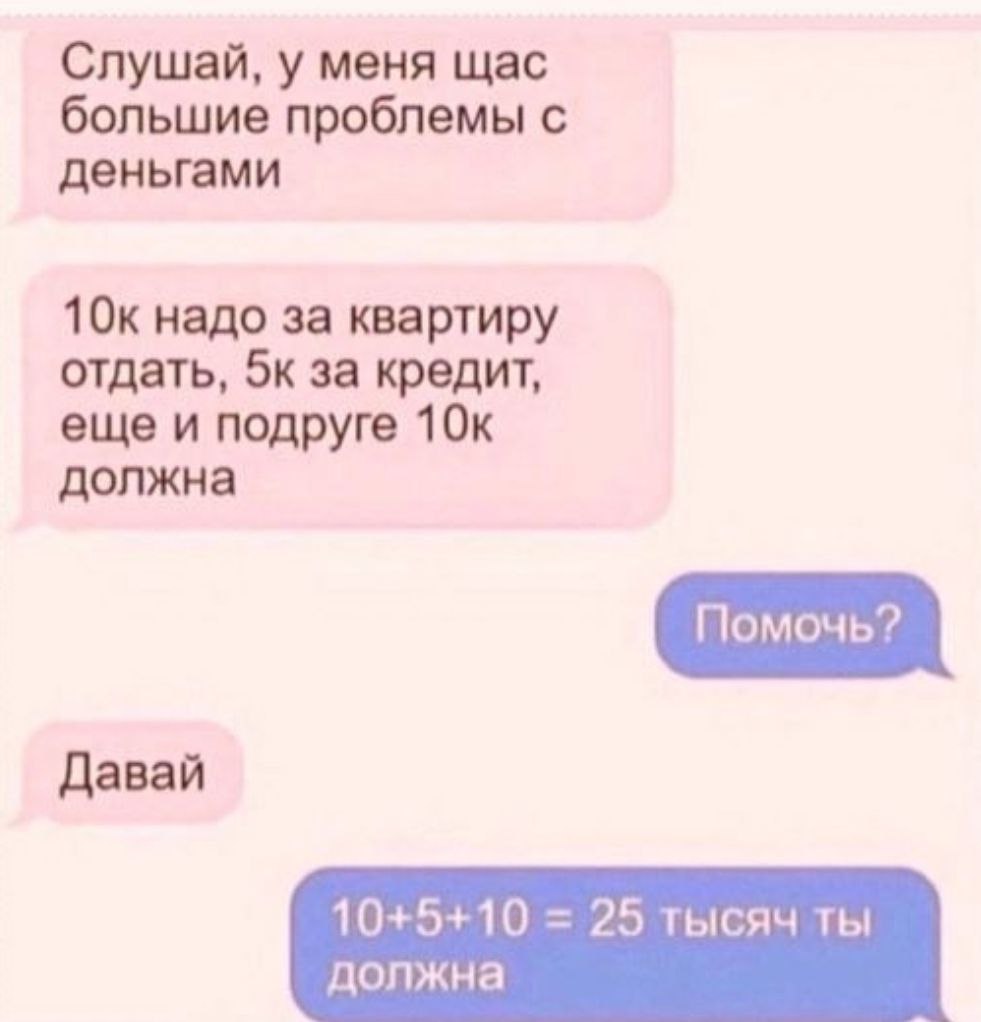 Слушай, у меня щас
большие проблемы с
деньгами
10к надо за квартиру
отдать, 5к за кредит,
еще и подруге 10к
должна
Помочь?
Давай
10+5+10 = 25 тысяч ты
должна